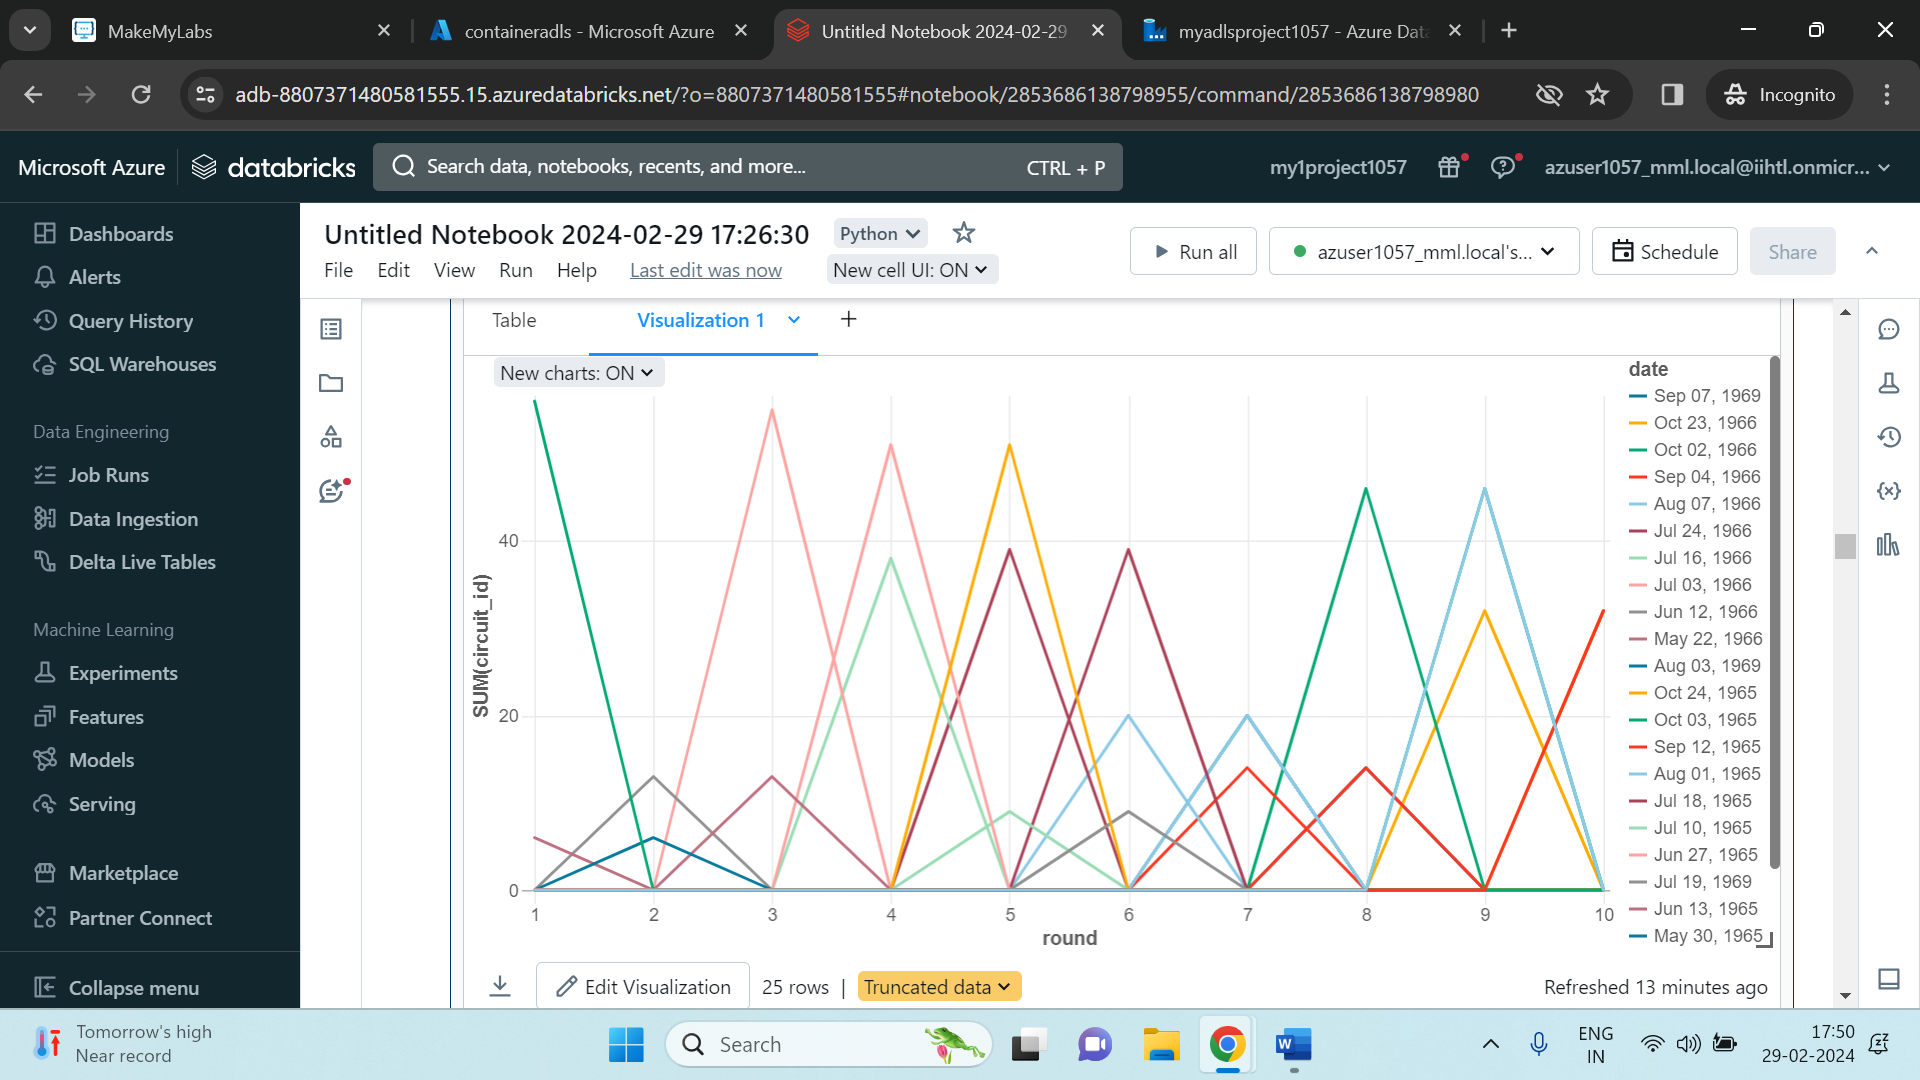 MakeMyLabs
containeradls - Microsoft Azure
Untitled Notebook 2024-02-29
myadlsproject1057 - Azure Dat
adb-8807371480581555.15.azuredatabricks.net/?o=8807371480581555#notebook/2853686138798955/command/2853686138798980
Incognito
Microsoft Azure
databricks
Search data, notebooks, recents, and more...
CTRL + P
my1project1057
azuser1057_mml.local@iihtl.onmicr...
Dashboards
Alerts
Query History
SQL Warehouses
Data Engineering
Job Runs
Data Ingestion
Delta Live Tables
Machine Learning
Experiments
Features
Models
Serving
Marketplace
Partner Connect
Collapse menu
Untitled Notebook 2024-02-29 17:26:30
Python
File Edit View Run Help Last edit was now
New cell UI: ON
Run all
azuser1057_mml.local's...
Schedule
Share
Table
Visualization 1
+
New charts: ON
SUM(circuit_id)
40
20
0
1 2 3 4 5 6 7 8 9 10
round
date
Sep 07, 1969
Oct 23, 1966
Oct 02, 1966
Sep 04, 1966
Aug 07, 1966
Jul 24, 1966
Jul 16, 1966
Jul 03, 1966
Jun 12, 1966
May 22, 1966
Aug 03, 1969
Oct 24, 1965
Oct 03, 1965
Sep 12, 1965
Aug 01, 1965
Jul 18, 1965
Jul 10, 1965
Jun 27, 1965
Jul 19, 1969
Jun 13, 1965
May 30, 1965
Edit Visualization
25 rows |
Truncated data
Refreshed 13 minutes ago
Tomorrow's high
Near record
Search
W
ENG
IN
17:50
29-02-2024